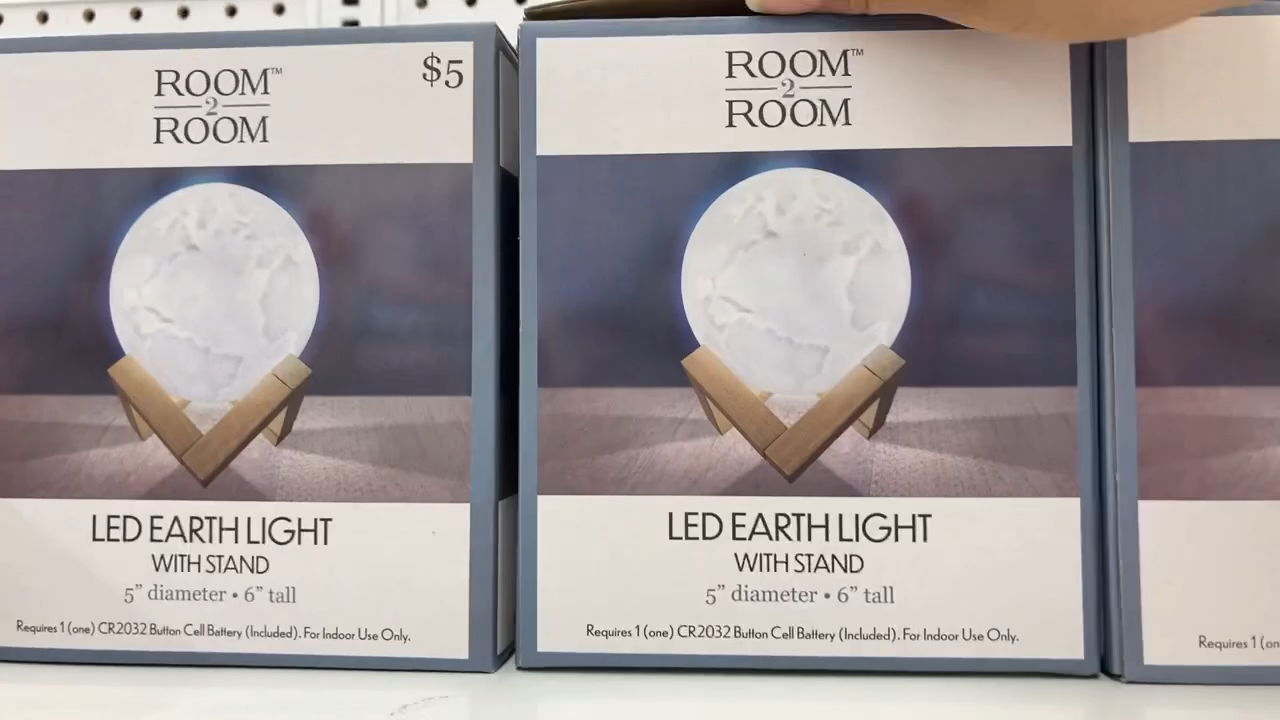 ROOM™
2
ROOM
$5
LED EARTH LIGHT
WITH STAND
5” diameter • 6” tall
Requires 1 (one) CR2032 Button Cell Battery (Included). For Indoor Use Only.
ROOM™
2
ROOM
LED EARTH LIGHT
WITH STAND
5” diameter • 6” tall
Requires 1 (one) CR2032 Button Cell Battery (Included). For Indoor Use Only.
Requires 1 (on